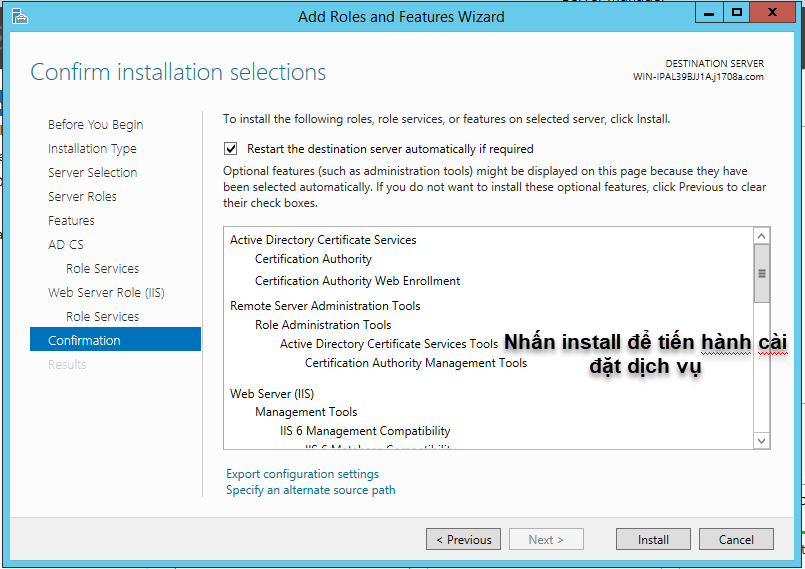 Add Roles and Features Wizard
Confirm installation selections
DESTINATION SERVER
WIN-IPAL39BJJ1A.j1708a.com
Before You Begin
Installation Type
Server Selection
Server Roles
Features
AD CS
Role Services
Web Server Role (IIS)
Role Services
Confirmation
Results
To install the following roles, role services, or features on selected server, click Install.
Restart the destination server automatically if required
Optional features (such as administration tools) might be displayed on this page because they have
been selected automatically. If you do not want to install these optional features, click Previous to clear
their check boxes.
Active Directory Certificate Services
Certification Authority
Certification Authority Web Enrollment
Remote Server Administration Tools
Role Administration Tools
Active Directory Certificate Services Tools
Certification Authority Management Tools
Nhấn install để tiến hành cài
đặt dịch vụ
Web Server (IIS)
Management Tools
IIS 6 Management Compatibility
Export configuration settings
Specify an alternate source path
< Previous
Next >
Install
Cancel